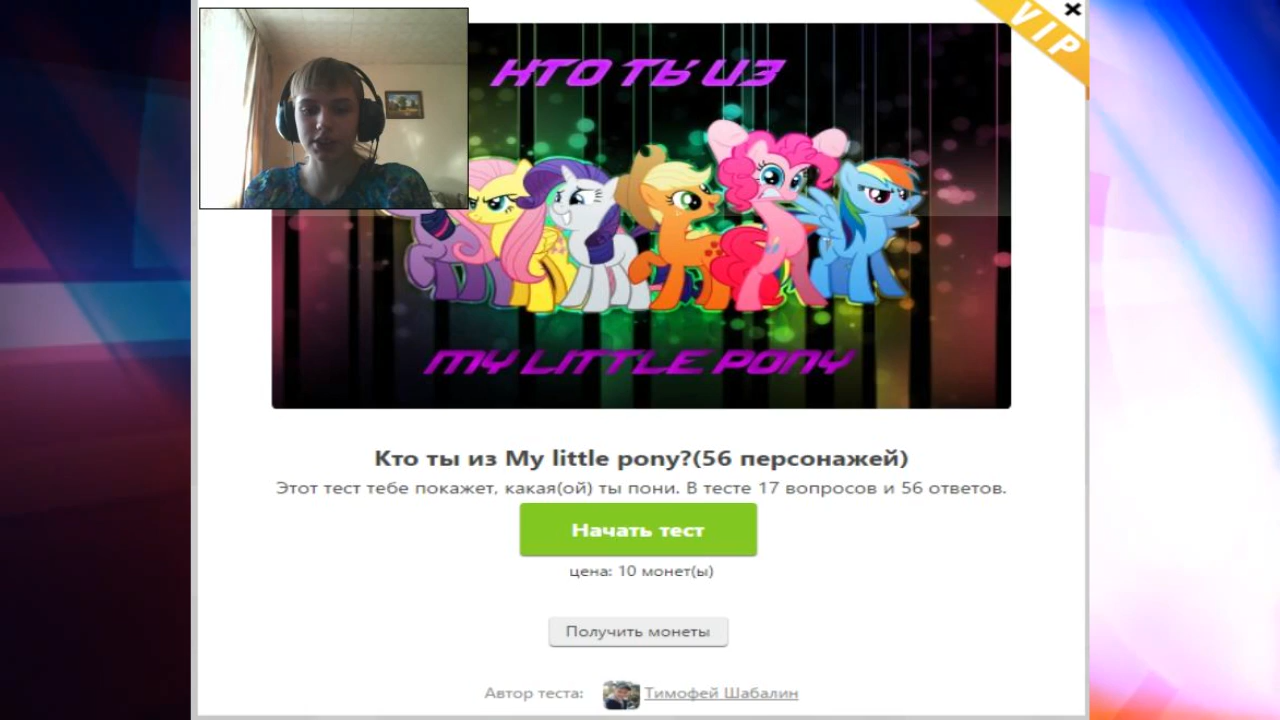 VIP
КТО ТЫ ИЗ
MY LITTLE PONY
Кто ты из My little pony?(56 персонажей)
Этот тест тебе покажет, какая(ой) ты пони. В тесте 17 вопросов и 56 ответов.
Начать тест
цена: 10 монет(ы)
Получить монеты
Автор теста: Тимофей Шабалин